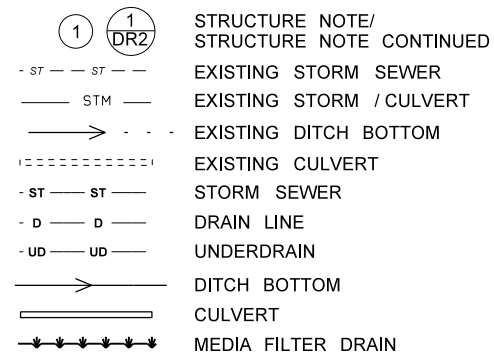 1 1 STRUCTURE NOTE/
DR2 STRUCTURE NOTE CONTINUED
- ST — — ST — — EXISTING STORM SEWER
—— STM —— EXISTING STORM / CULVERT
EXISTING DITCH BOTTOM
EXISTING CULVERT
- ST —— ST —— STORM SEWER
- D —— D —— DRAIN LINE
- UD —— UD —— UNDERDRAIN
DITCH BOTTOM
CULVERT
MEDIA FILTER DRAIN